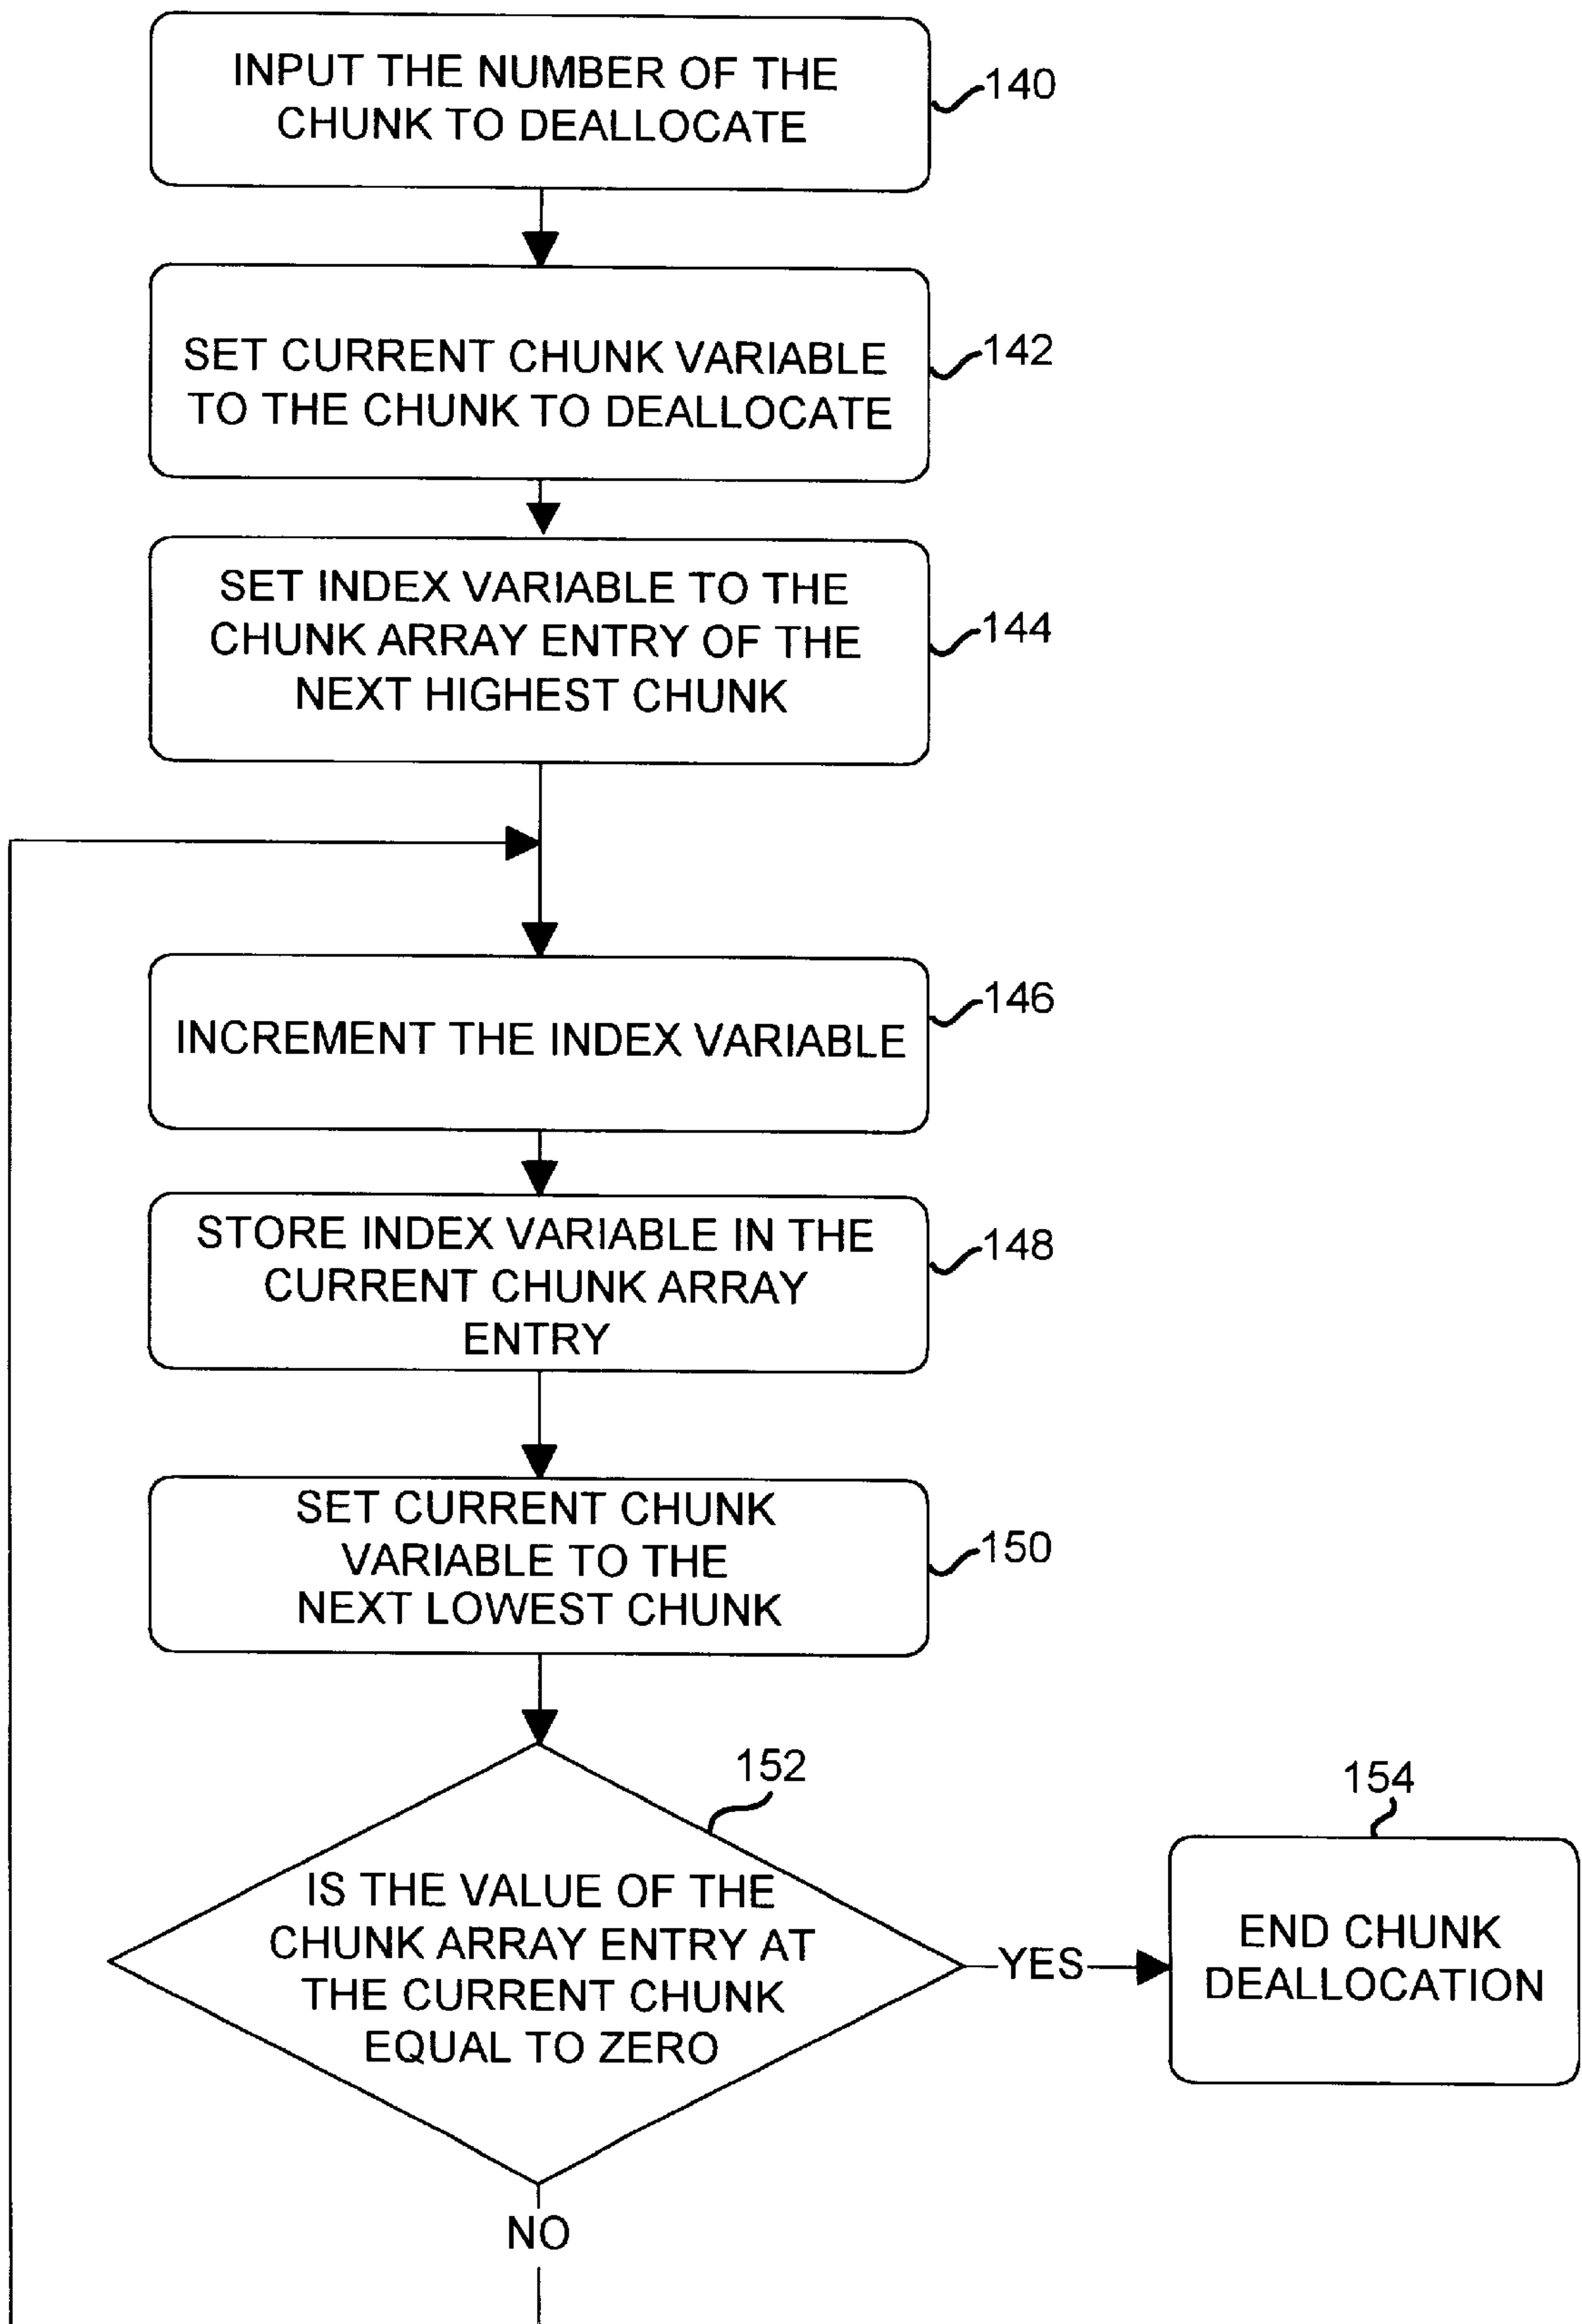 INPUT THE NUMBER OF THE
CHUNK TO DEALLOCATE
140
SET CURRENT CHUNK VARIABLE
TO THE CHUNK TO DEALLOCATE
142
SET INDEX VARIABLE TO THE
CHUNK ARRAY ENTRY OF THE
NEXT HIGHEST CHUNK
144
INCREMENT THE INDEX VARIABLE
146
STORE INDEX VARIABLE IN THE
CURRENT CHUNK ARRAY
ENTRY
148
SET CURRENT CHUNK
VARIABLE TO THE
NEXT LOWEST CHUNK
150
152
IS THE VALUE OF THE
CHUNK ARRAY ENTRY AT
THE CURRENT CHUNK
EQUAL TO ZERO
YES
154
END CHUNK
DEALLOCATION
NO